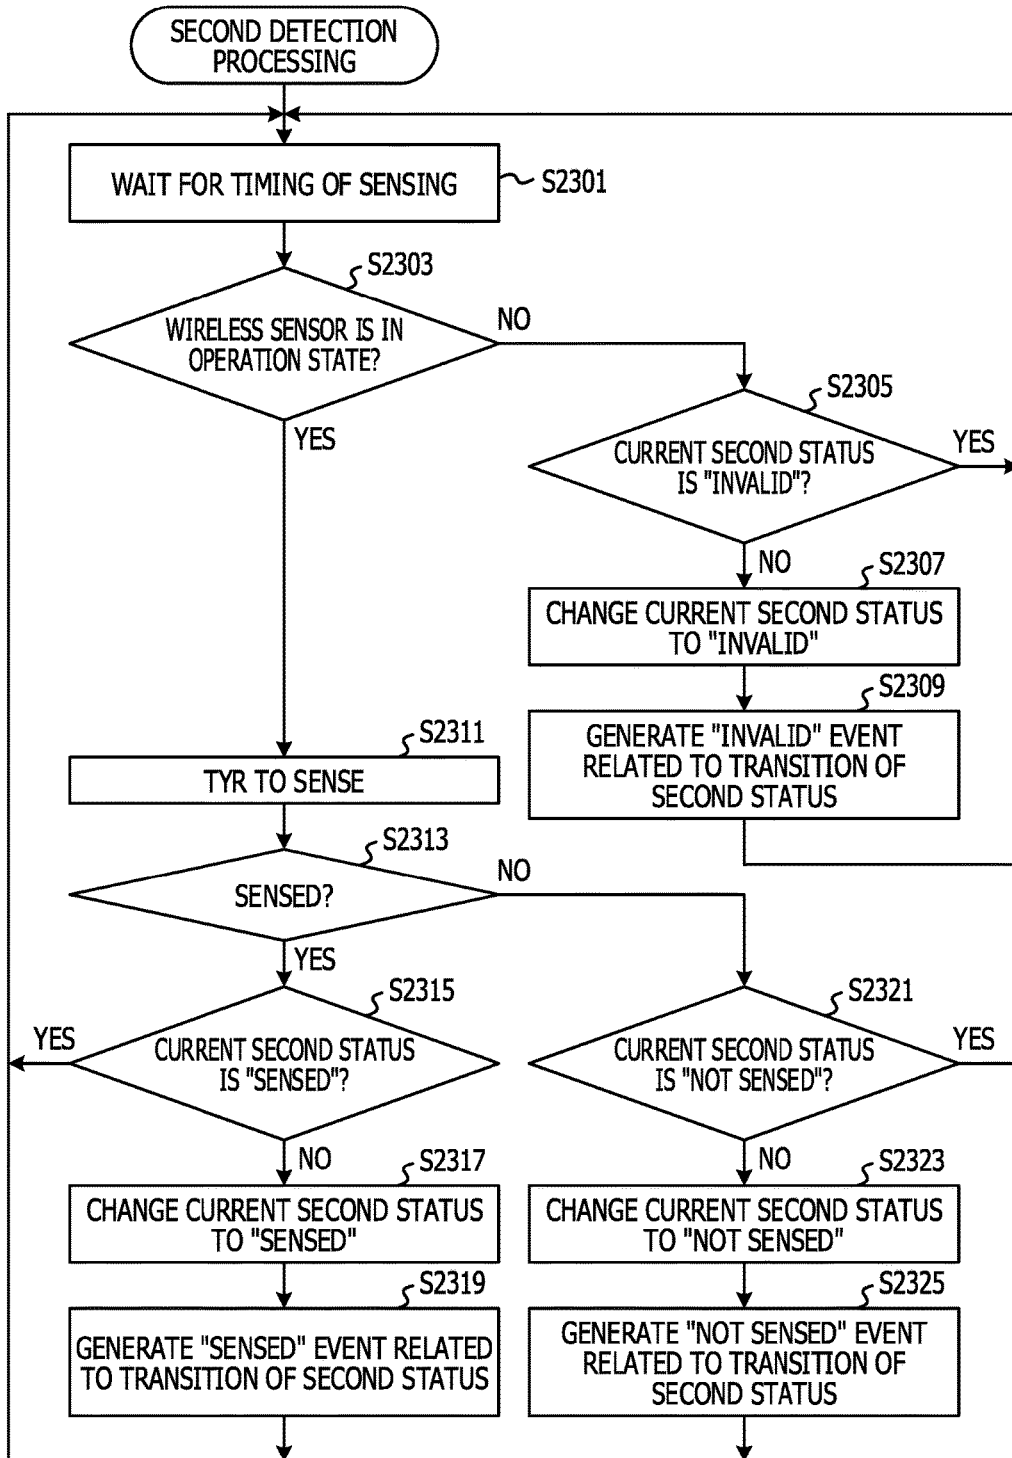 SECOND DETECTION
PROCESSING
WAIT FOR TIMING OF SENSING
S2301
S2303
WIRELESS SENSOR IS IN
OPERATION STATE?
NO
YES
S2305
CURRENT SECOND STATUS
IS "INVALID"?
YES
NO
S2307
CHANGE CURRENT SECOND STATUS
TO "INVALID"
S2309
GENERATE "INVALID" EVENT
RELATED TO TRANSITION OF
SECOND STATUS
S2311
TYR TO SENSE
S2313
SENSED?
NO
YES
S2315
CURRENT SECOND STATUS
IS "SENSED"?
YES
NO
S2317
CHANGE CURRENT SECOND STATUS
TO "SENSED"
S2319
GENERATE "SENSED" EVENT RELATED
TO TRANSITION OF SECOND STATUS
S2321
CURRENT SECOND STATUS
IS "NOT SENSED"?
YES
NO
S2323
CHANGE CURRENT SECOND STATUS
TO "NOT SENSED"
S2325
GENERATE "NOT SENSED" EVENT
RELATED TO TRANSITION OF
SECOND STATUS